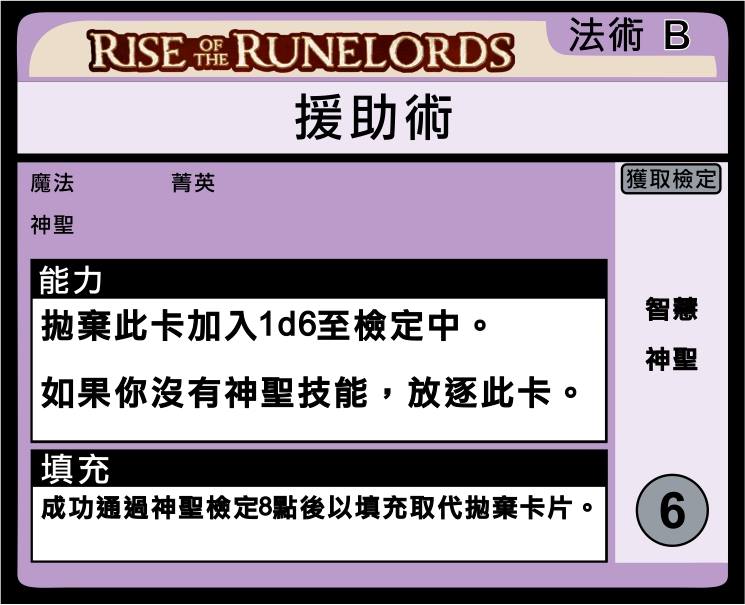 RISE OF THE RUNELORDS
法術 B
援助術
魔法 菁英
神聖
獲取檢定
智慧
神聖
6
能力
拋棄此卡加入1d6至檢定中。
如果你沒有神聖技能，放逐此卡。
填充
成功通過神聖檢定8點後以填充取代拋棄卡片。